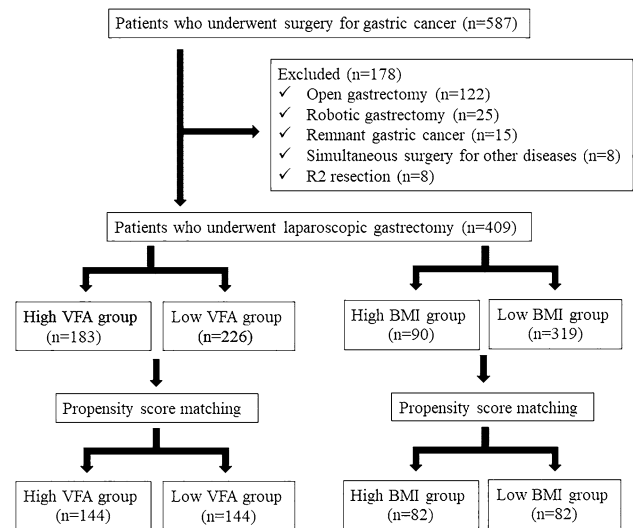 Patients who underwent surgery for gastric cancer (n=587)
Excluded (n=178)
✓ Open gastrectomy (n=122)
✓ Robotic gastrectomy (n=25)
✓ Remnant gastric cancer (n=15)
✓ Simultaneous surgery for other diseases (n=8)
✓ R2 resection (n=8)
Patients who underwent laparoscopic gastrectomy (n=409)
High VFA group
(n=183)
Low VFA group
(n=226)
High BMI group
(n=90)
Low BMI group
(n=319)
Propensity score matching
Propensity score matching
High VFA group
(n=144)
Low VFA group
(n=144)
High BMI group
(n=82)
Low BMI group
(n=82)